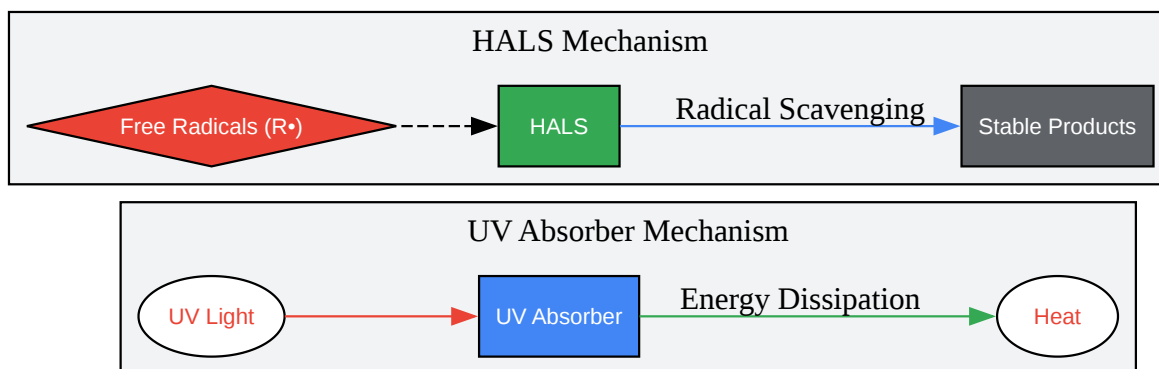 HALS Mechanism
Free Radicals (R•)
HALS
Radical Scavenging
Stable Products
UV Absorber Mechanism
UV Light
UV Absorber
Energy Dissipation
Heat